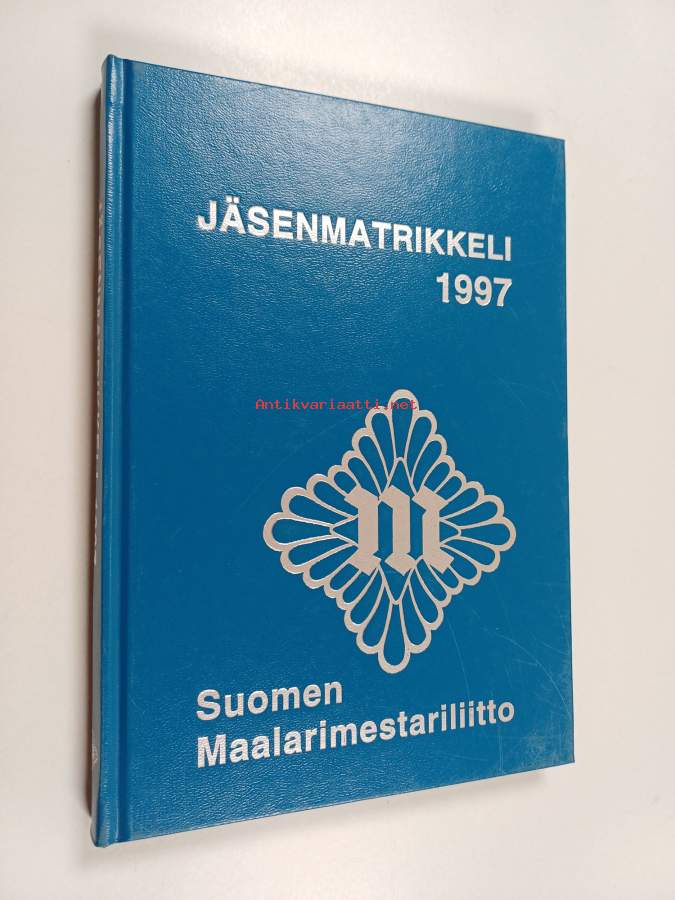 JÄSENMATRIKKELI
1997
Antikvariaatti.net
m
Suomen
Maalarimestariliitto